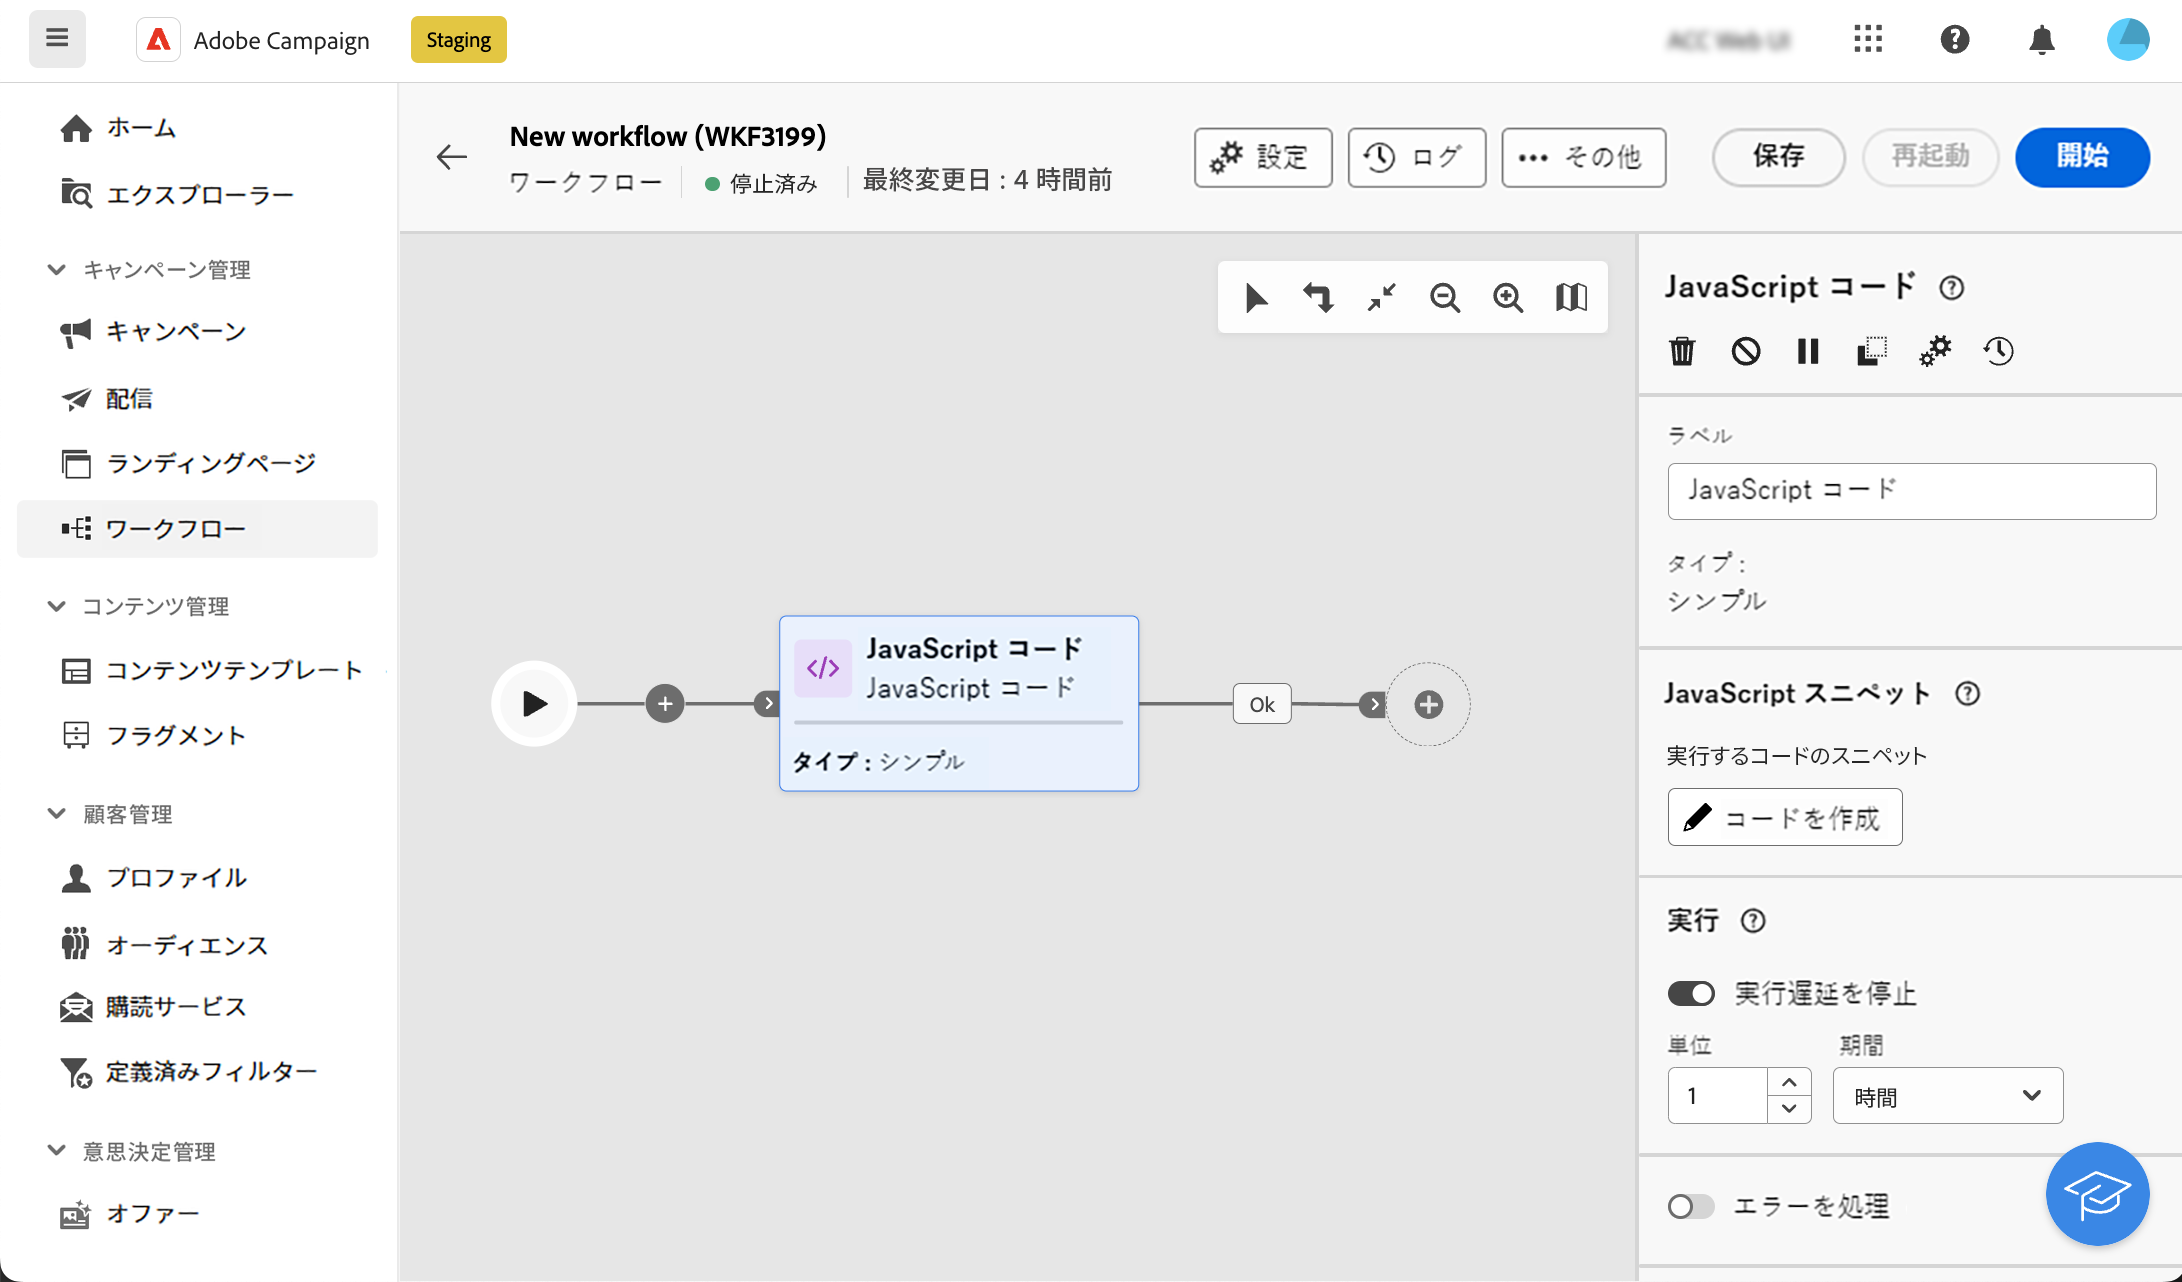 Adobe Campaign
Staging
ホーム
エクスプローラー
キャンペーン管理
キャンペーン
配信
ランディングページ
ワークフロー
コンテンツ管理
コンテンツテンプレート
フラグメント
顧客管理
プロファイル
オーディエンス
購読サービス
定義済みフィルター
意思決定管理
オファー
New workflow (WKF3199)
ワークフロー
停止済み
最終変更日 : 4 時間前
設定
ログ
その他
保存
再起動
開始
JavaScript コード
JavaScript コード
タイプ : シンプル
Ok
JavaScript コード
ラベル
JavaScript コード
タイプ :
シンプル
JavaScript スニペット
実行するコードのスニペット
コードを作成
実行
実行遅延を停止
単位
期間
1
時間
エラーを処理